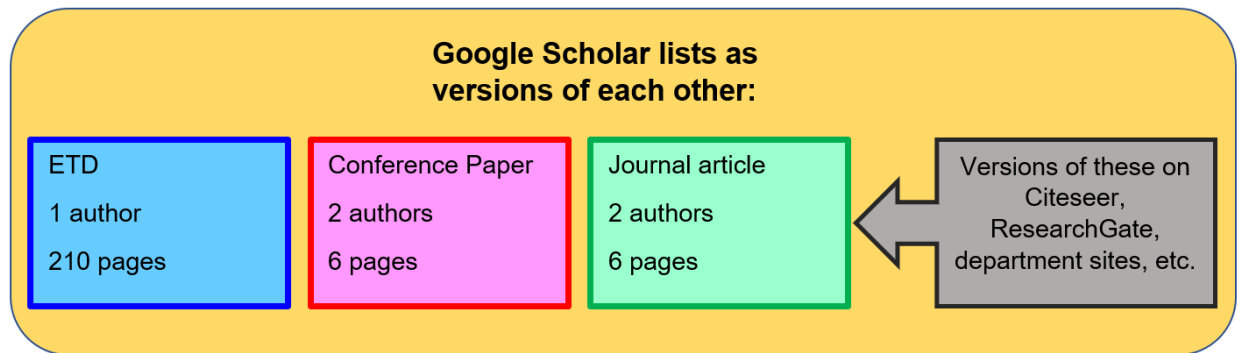 Google Scholar lists as
versions of each other:
ETD
1 author
210 pages
Conference Paper
2 authors
6 pages
Journal article
2 authors
6 pages
Versions of these on
Citeseer,
ResearchGate,
department sites, etc.